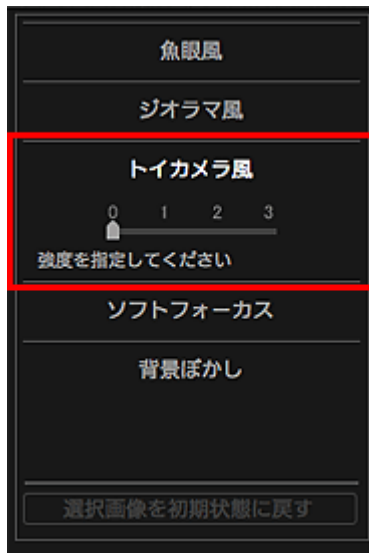 魚眼風
ジオラマ風
トイカメラ風
0 1 2 3
強度を指定してください
ソフトフォーカス
背景ぼかし
選択画像を初期状態に戻す